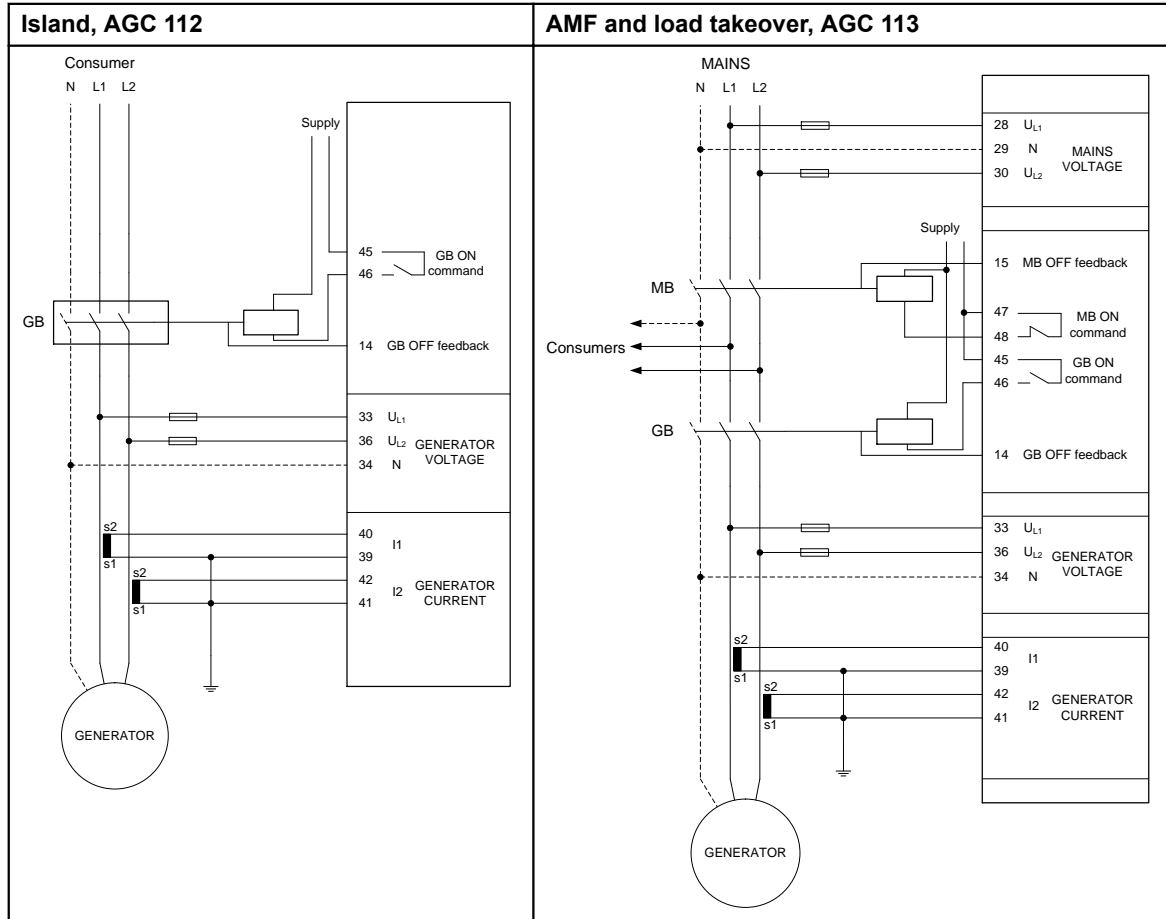 Island, AGC 112
Consumer
N L1 L2
Supply
45
46
GB ON
command
GB
14 GB OFF feedback
33 UL1
36 UL2
34 N
GENERATOR
VOLTAGE
s2
s1
s2
s1
40
39
I1
42
41
I2
GENERATOR
CURRENT
GENERATOR
AMF and load takeover, AGC 113
MAINS
N L1 L2
28 UL1
29 N
30 UL2
MAINS
VOLTAGE
Supply
15 MB OFF feedback
MB
47
48
MB ON
command
45
46
GB ON
command
Consumers
GB
14 GB OFF feedback
33 UL1
36 UL2
34 N
GENERATOR
VOLTAGE
s2
s1
s2
s1
40
39
I1
42
41
I2
GENERATOR
CURRENT
GENERATOR